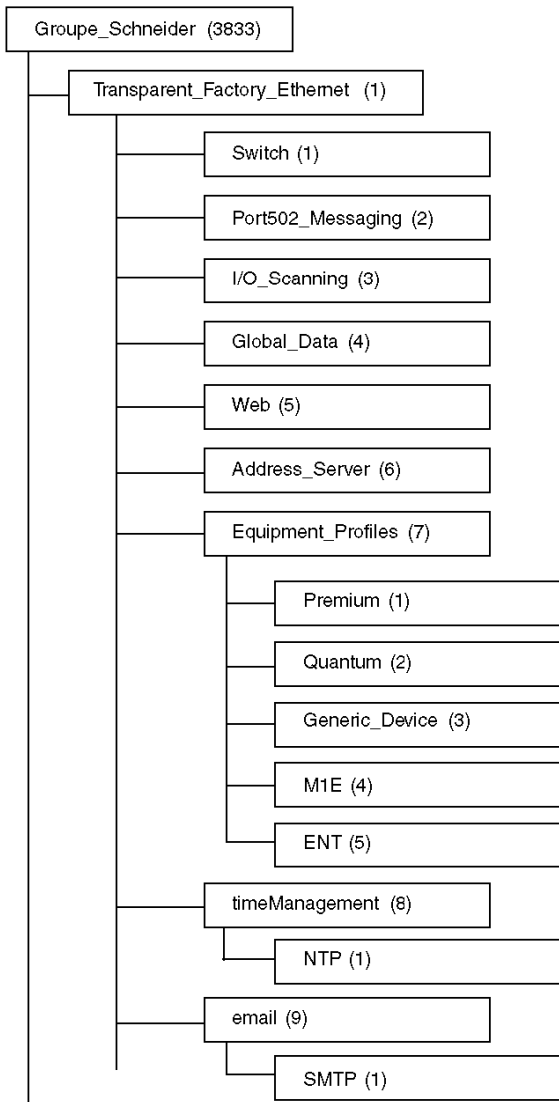 Groupe_Schneider (3833)
Transparent_Factory_Ethernet (1)
Switch (1)
Port502_Messaging (2)
I/O_Scanning (3)
Global_Data (4)
Web (5)
Address_Server (6)
Equipment_Profiles (7)
Premium (1)
Quantum (2)
Generic_Device (3)
M1E (4)
ENT (5)
timeManagement (8)
NTP (1)
email (9)
SMTP (1)